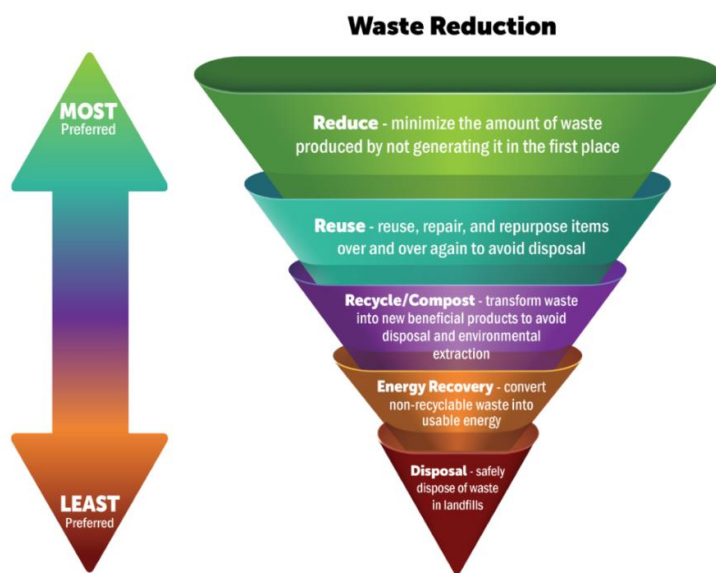 Waste Reduction
MOST
Preferred
Reduce - minimize the amount of waste
produced by not generating it in the first place
Reuse - reuse, repair, and repurpose items
over and over again to avoid disposal
Recycle/Compost - transform waste
into new beneficial products to avoid
disposal and environmental
extraction
Energy Recovery - convert
non-recyclable waste into
usable energy
Disposal - safely
dispose of waste
in landfills
LEAST
Preferred